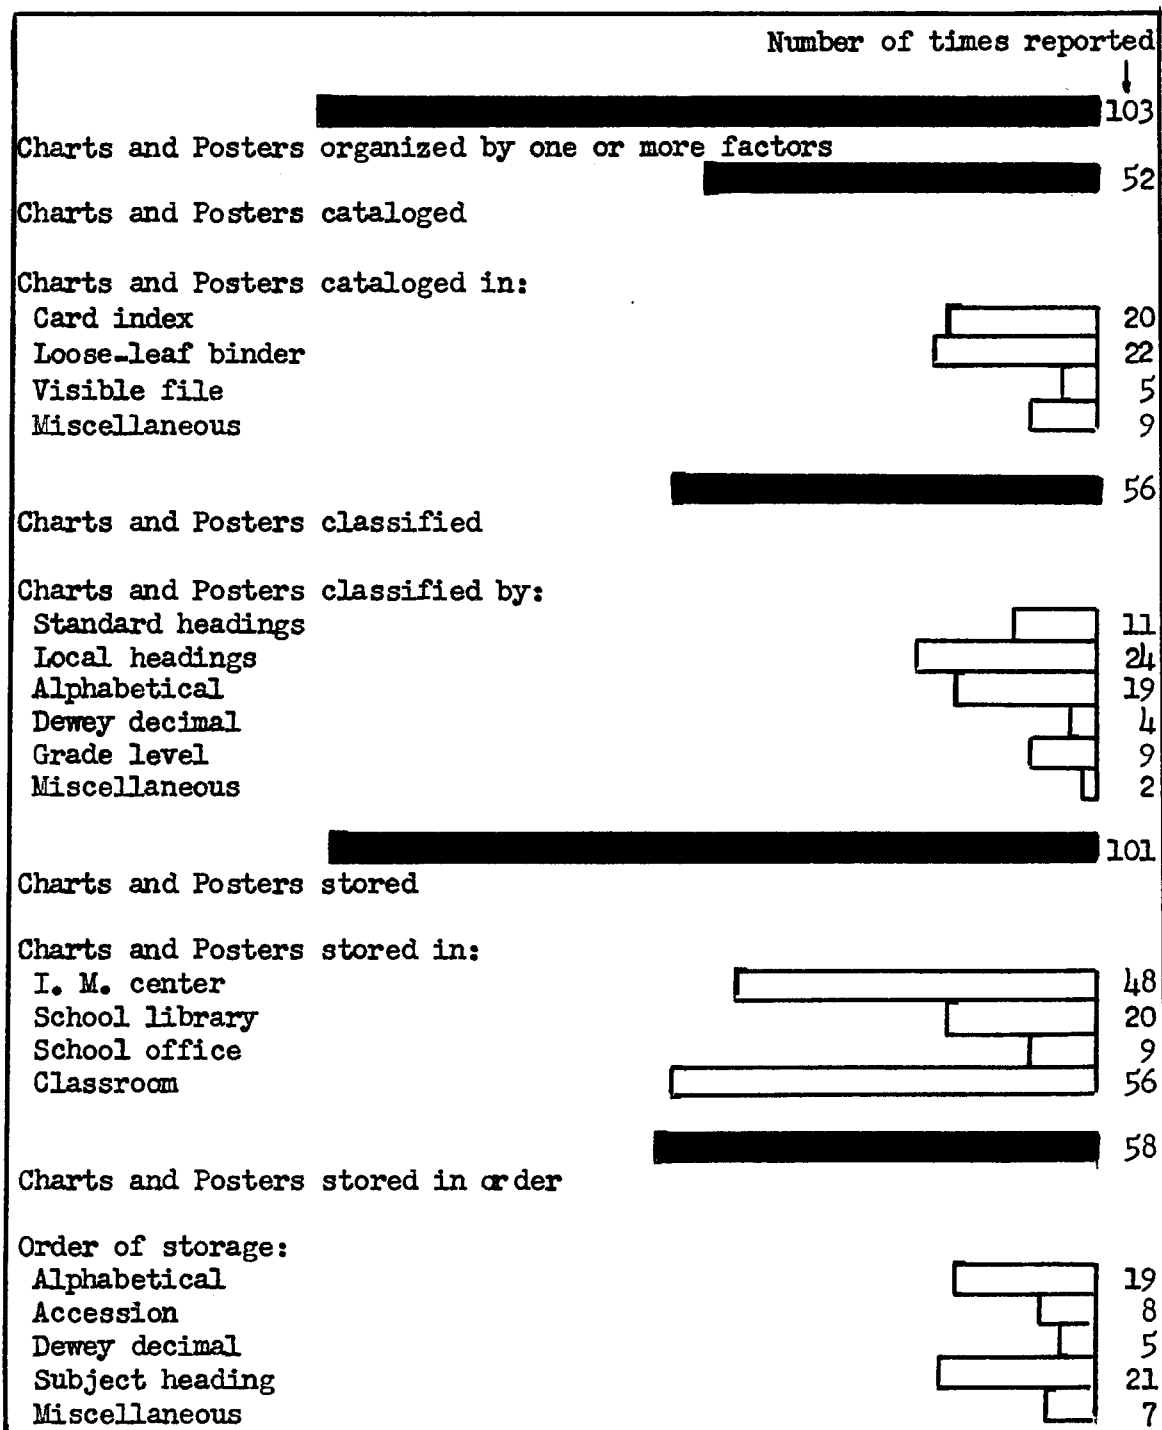 Number of times reported
103
Charts and Posters organized by one or more factors
52
Charts and Posters cataloged
Charts and Posters cataloged in:
Card index 20
Loose-leaf binder 22
Visible file 5
Miscellaneous 9
56
Charts and Posters classified
Charts and Posters classified by:
Standard headings 11
Local headings 24
Alphabetical 19
Dewey decimal 4
Grade level 9
Miscellaneous 2
101
Charts and Posters stored
Charts and Posters stored in:
I. M. center 48
School library 20
School office 9
Classroom 56
58
Charts and Posters stored in order
Order of storage:
Alphabetical 19
Accession 8
Dewey decimal 5
Subject heading 21
Miscellaneous 7